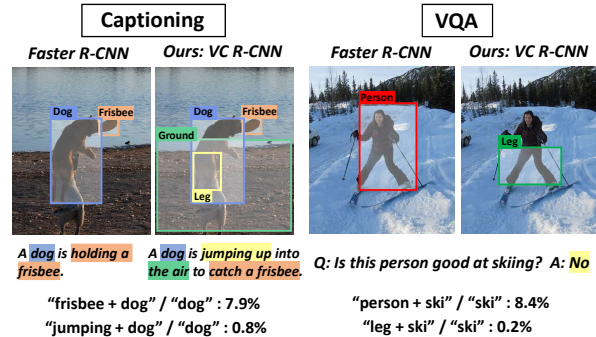 Captioning
VQA
Faster R-CNN
Ours: VC R-CNN
Faster R-CNN
Ours: VC R-CNN
Dog
Frisbee
Dog
Frisbee
Ground
Leg
Person
Leg
A dog is holding a
frisbee.
A dog is jumping up into
the air to catch a frisbee.
Q: Is this person good at skiing? A: No
“frisbee + dog” / “dog” : 7.9%
“jumping + dog” / “dog” : 0.8%
“person + ski” / “ski” : 8.4%
“leg + ski” / “ski” : 0.2%